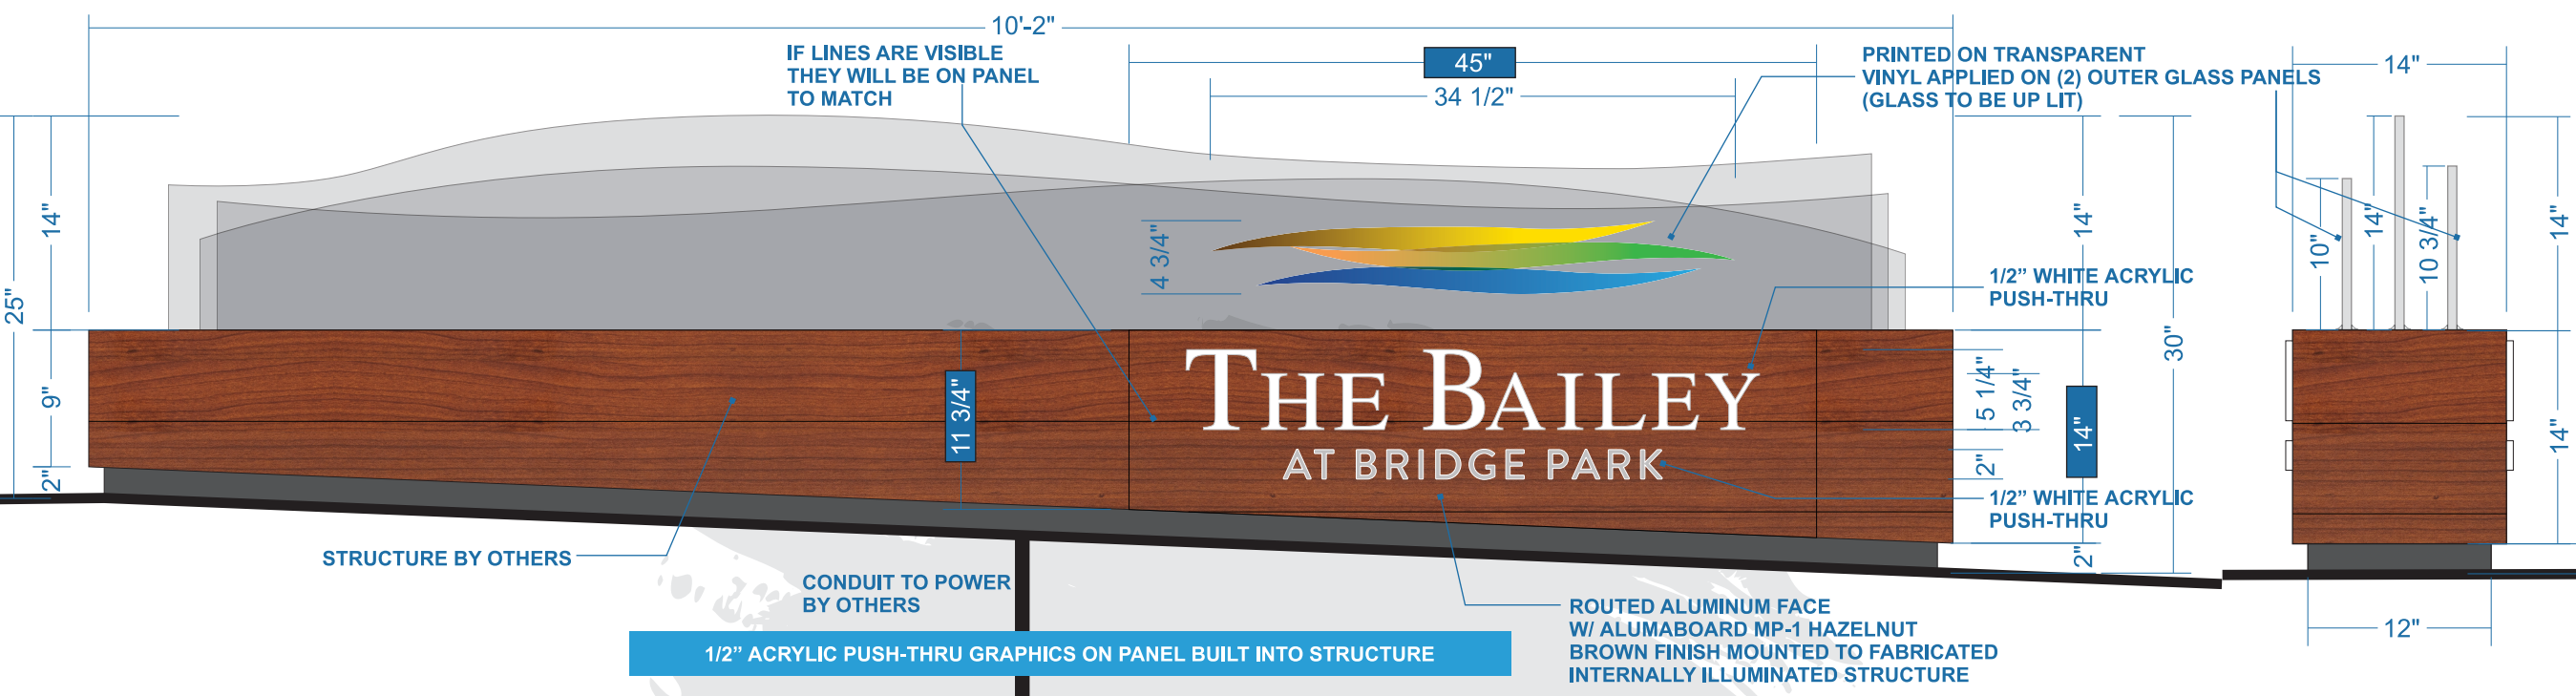 10'-2"
IF LINES ARE VISIBLE
THEY WILL BE ON PANEL
TO MATCH
45"
34 1/2"
PRINTED ON TRANSPARENT
VINYL APPLIED ON (2) OUTER GLASS PANELS
(GLASS TO BE UP LIT)
14"
25"
14"
9"
2"
4 3/4"
11 3/4"
THE BAILEY
AT BRIDGE PARK
1/2” WHITE ACRYLIC
PUSH-THRU
5 1/4"
3 3/4"
2"
1/2” WHITE ACRYLIC
PUSH-THRU
14"
14"
2"
30"
10"
14"
10 3/4"
14"
14"
12"
STRUCTURE BY OTHERS
CONDUIT TO POWER
BY OTHERS
1/2” ACRYLIC PUSH-THRU GRAPHICS ON PANEL BUILT INTO STRUCTURE
ROUTED ALUMINUM FACE
W/ ALUMABOARD MP-1 HAZELNUT
BROWN FINISH MOUNTED TO FABRICATED
INTERNALLY ILLUMINATED STRUCTURE